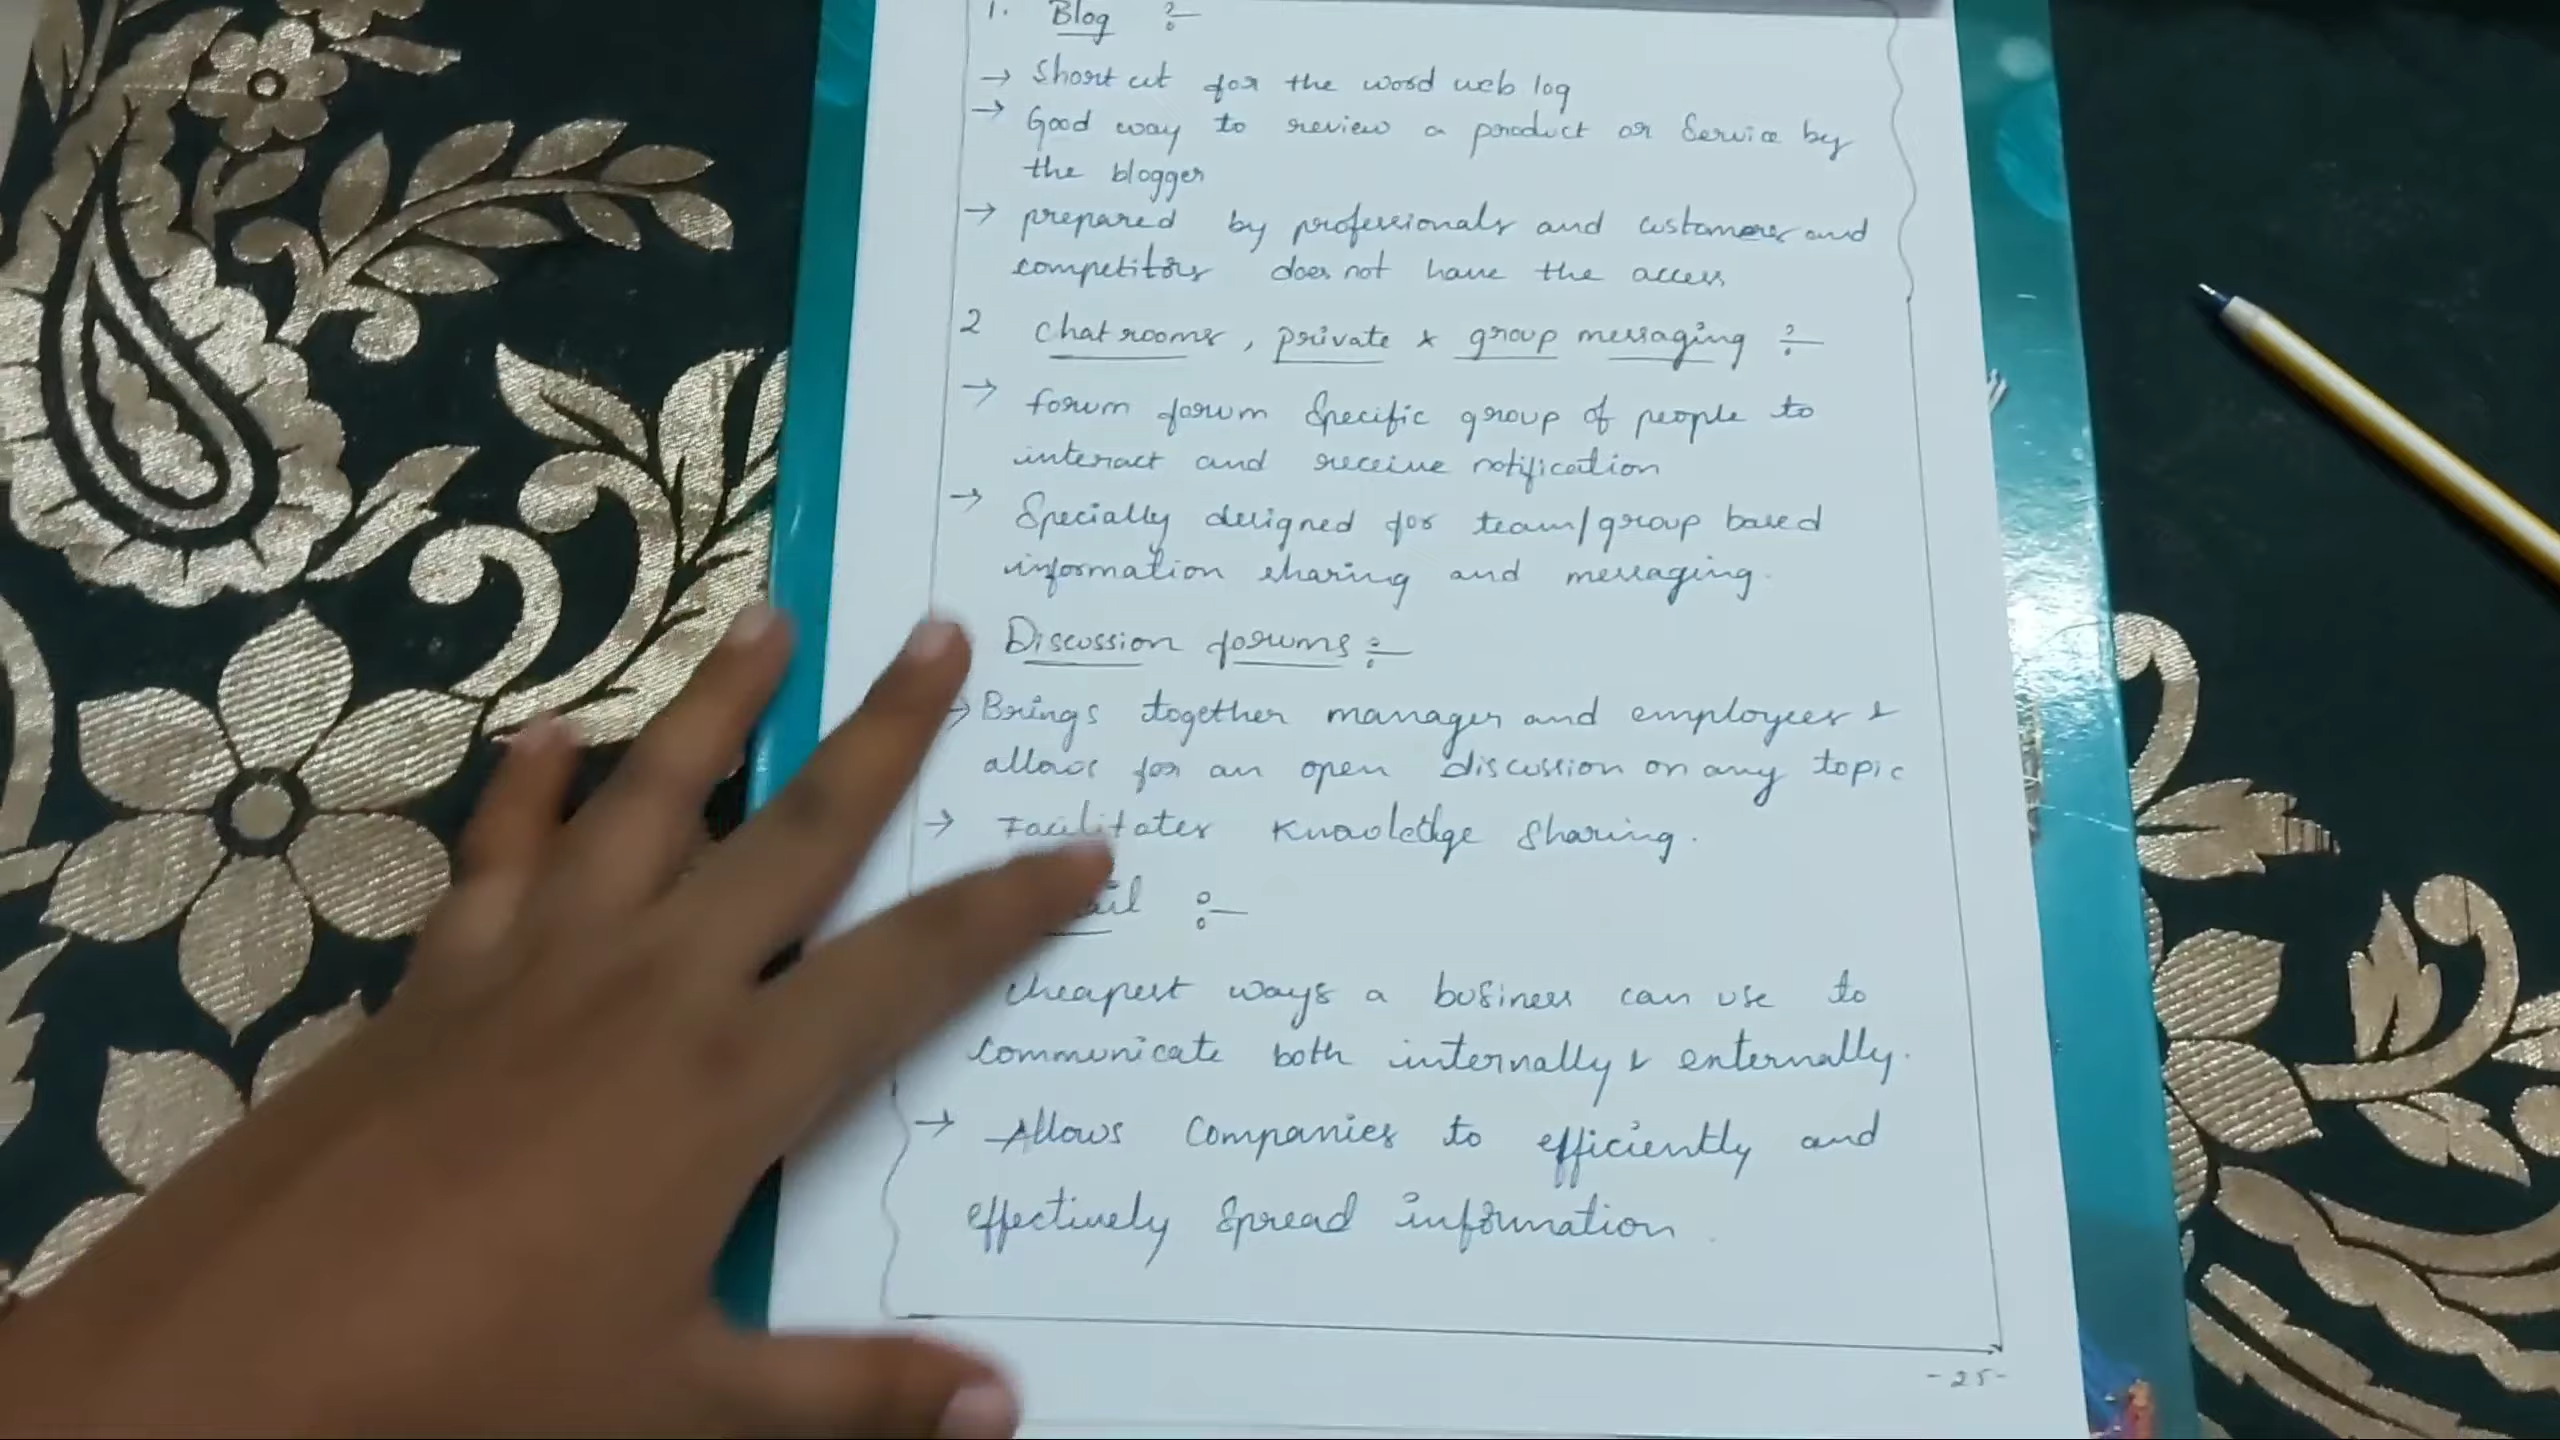 1. Blog :-
→ Short cut for the word web log
→ Good way to review a product or Service by
the blogger
→ prepared by professionals and customers and
competitors does not have the access
2 chat rooms, private & group messaging :-
→ forum forum Specific group of people to
interact and receive notification
→ Specially designed for team/group based
information sharing and messaging.
Discussion forums :-
→ Brings together manager and employees &
allows for an open discussion on any topic
→ Facilitates Knowledge Sharing.
ail :-
cheapest ways a business can use to
communicate both internally & enternally.
→ Allows Companies to efficiently and
effectively spread information.
-25-